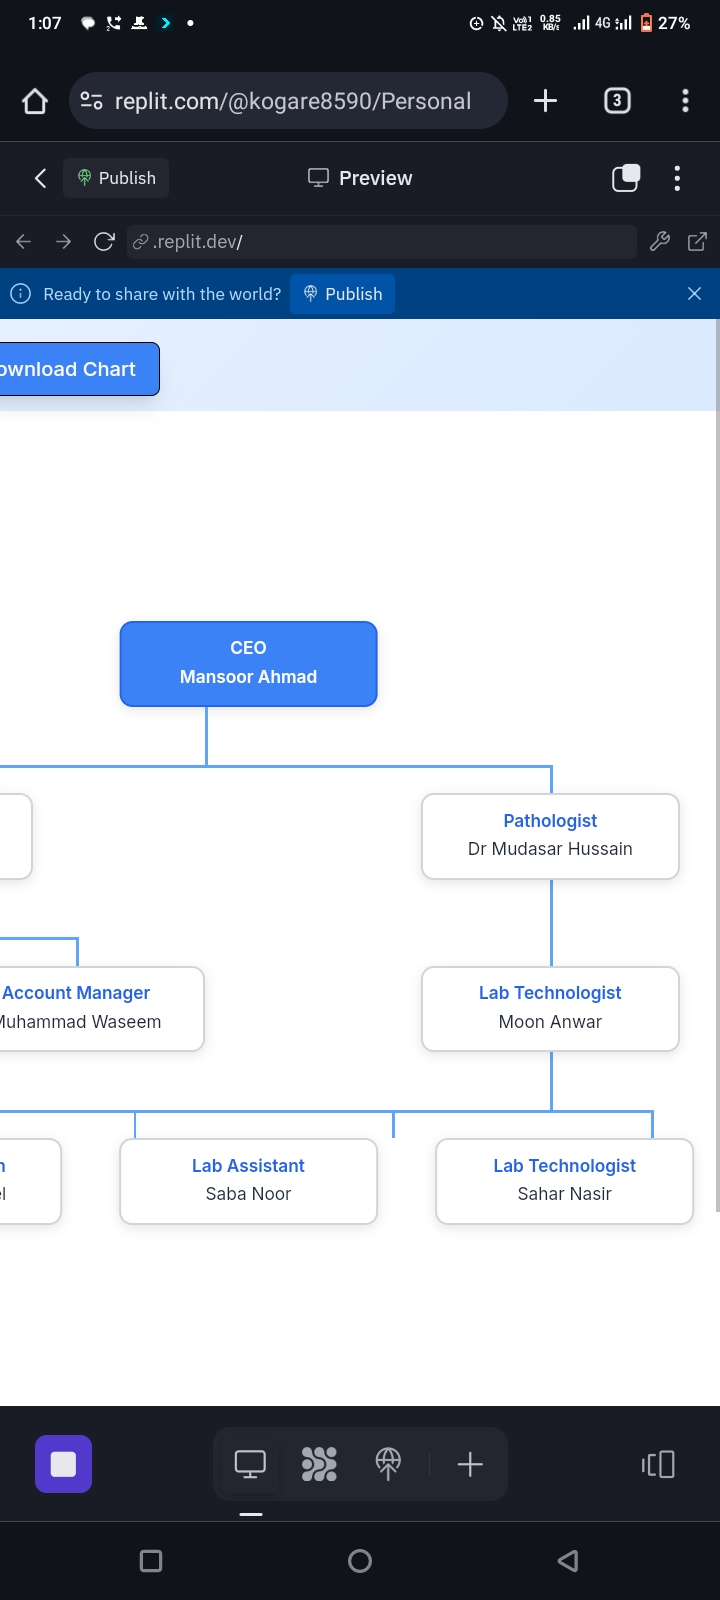 1:07
Vo)) 1
LTE2
0.85
KB/s
4G
27%
replit.com/@kogare8590/Personal
3
Publish
Preview
.replit.dev/
Ready to share with the world?
Publish
ownload Chart
CEO
Mansoor Ahmad
Pathologist
Dr Mudasar Hussain
Account Manager
Muhammad Waseem
Lab Technologist
Moon Anwar
n
el
Lab Assistant
Saba Noor
Lab Technologist
Sahar Nasir